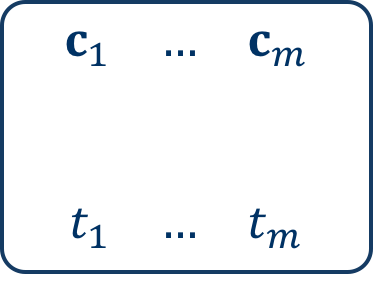 𝐜₁ ... 𝐜ₘ
t₁ ... tₘ